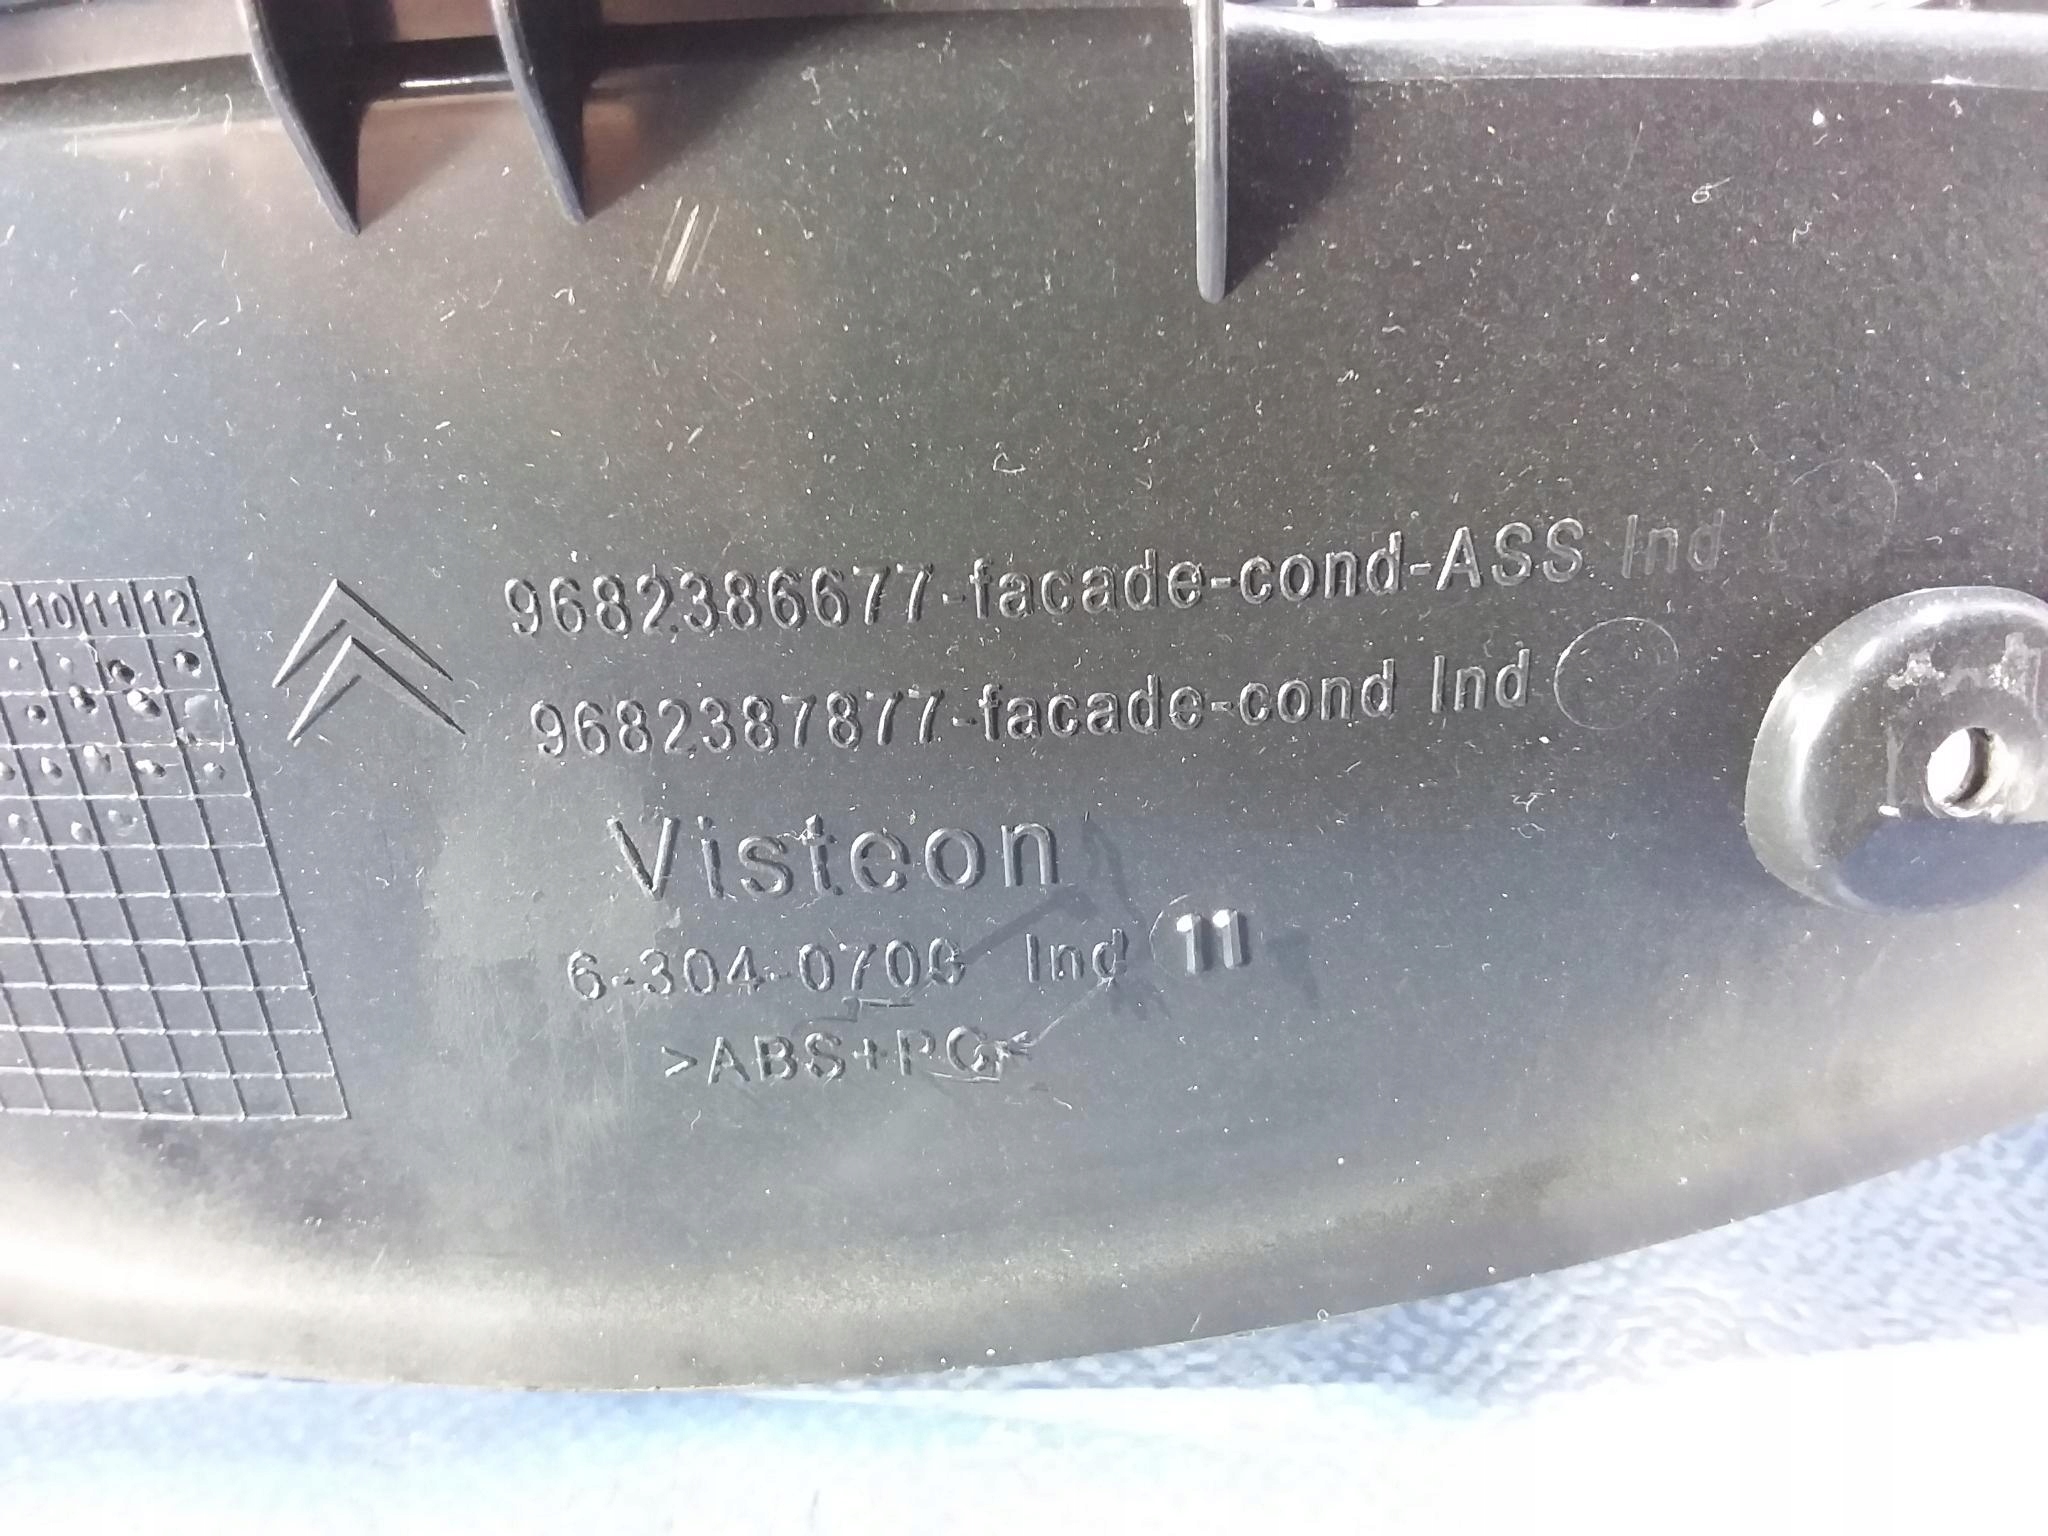 9682386677-facade-cond-ASS Ind
9682387877-facade-cond Ind
10 11 12
Visteon
6-304-0700 Ind 11
>ABS+PC<